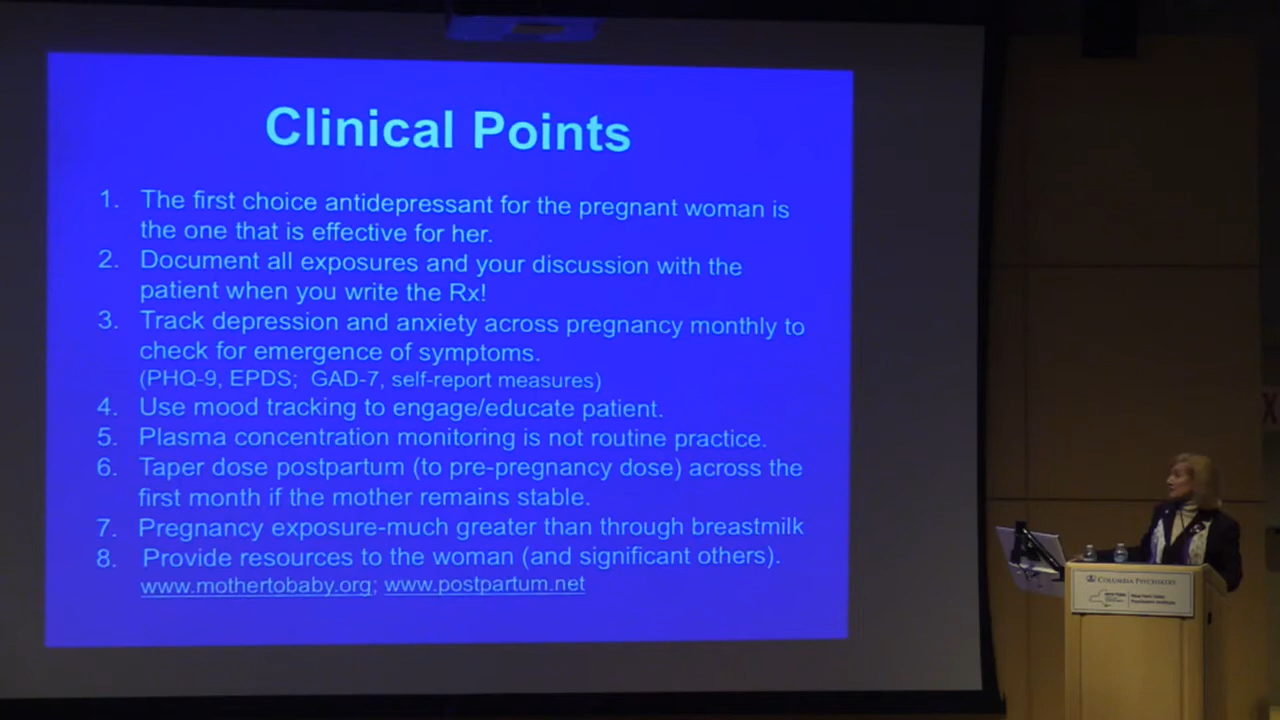 Clinical Points
1. The first choice antidepressant for the pregnant woman is
the one that is effective for her.
2. Document all exposures and your discussion with the
patient when you write the Rx!
3. Track depression and anxiety across pregnancy monthly to
check for emergence of symptoms.
(PHQ-9, EPDS; GAD-7, self-report measures)
4. Use mood tracking to engage/educate patient.
5. Plasma concentration monitoring is not routine practice.
6. Taper dose postpartum (to pre-pregnancy dose) across the
first month if the mother remains stable.
7. Pregnancy exposure-much greater than through breastmilk
8. Provide resources to the woman (and significant others).
www.mothertobaby.org; www.postpartum.net
COLUMBIA PSYCHIATRY
New York State
Psychiatric Institute